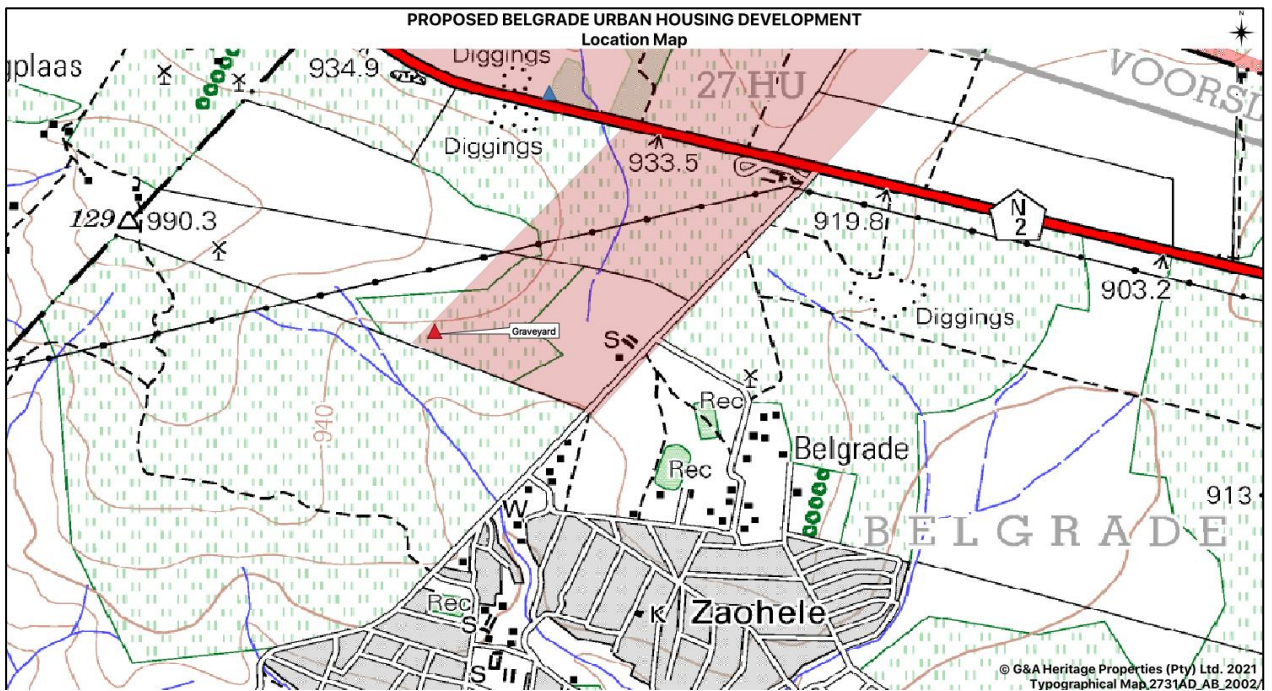 PROPOSED BELGRADE URBAN HOUSING DEVELOPMENT
Location Map
N
gplaas
934.9
Diggings
27 HU
VOORSL
Diggings
933.5
129
990.3
919.8
N
2
903.2
Diggings
Graveyard
S
940
Rec
Rec
Belgrade
913
W
BELGRADE
Rec
S
K
Zaohele
S
© G&A Heritage Properties (Pty) Ltd. 2021
Typographical Map 2731AD_AB_2002/